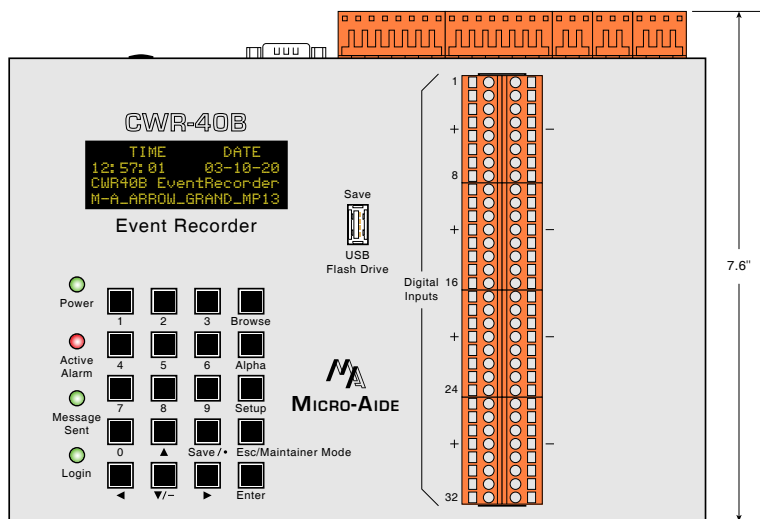 CWR-40B
TIME DATE
12:57:01 03-10-20
CWR40B EventRecorder
M-A_ARROW_GRAND_MP13
Event Recorder
Save
USB
Flash Drive
Power
Active
Alarm
Message
Sent
Login
1 2 3 Browse
4 5 6 Alpha
7 8 9 Setup
0 ▲ Save/• Esc/Maintainer Mode
◄ ▼/– ► Enter
MA
MICRO-AIDE
Digital
Inputs
1
+ –
8
+ –
16
+ –
24
+ –
32
7.6"